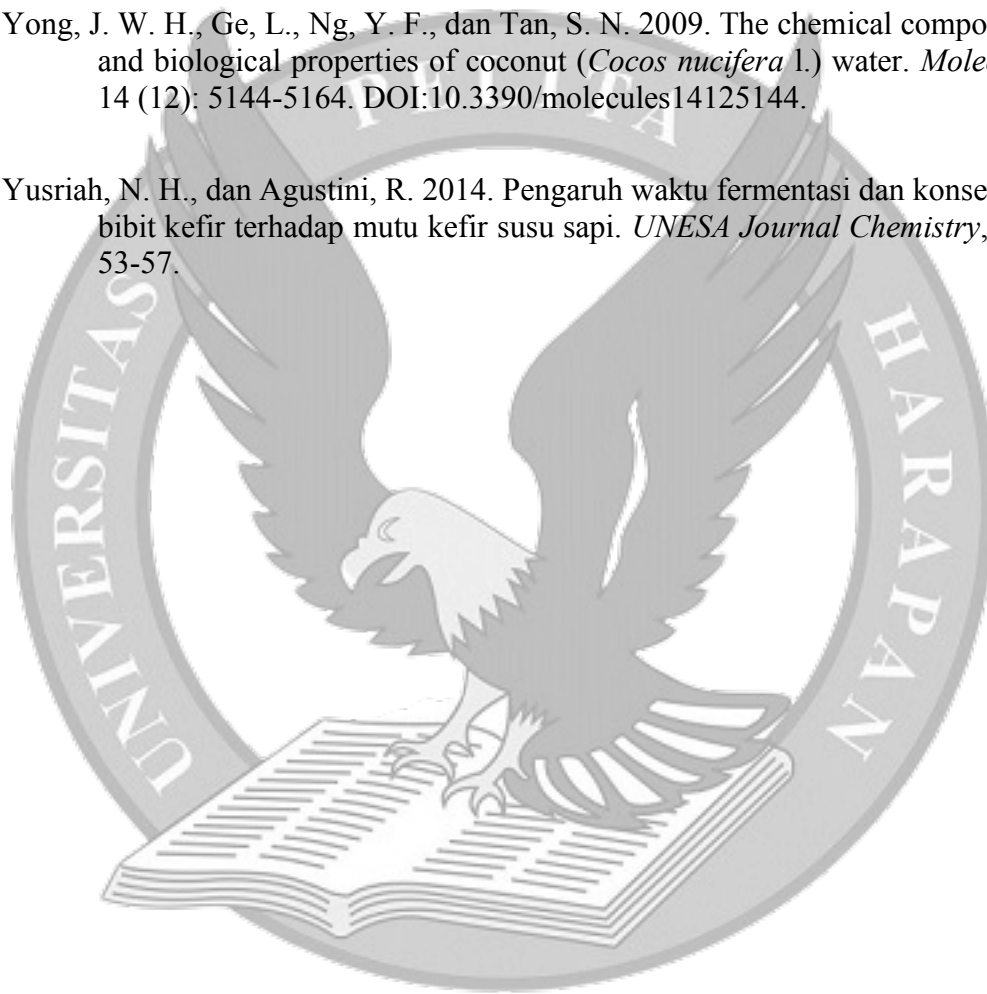 Yong, J. W. H., Ge, L., Ng, Y. F., dan Tan, S. N. 2009. The chemical compo
and biological properties of coconut (Cocos nucifera l.) water. Mole
14 (12): 5144-5164. DOI:10.3390/molecules14125144.
PELITA
Yusriah, N. H., dan Agustini, R. 2014. Pengaruh waktu fermentasi dan konse
bibit kefir terhadap mutu kefir susu sapi. UNESA Journal Chemistry,
53-57.
UNIVERSITAS
HARAPAN